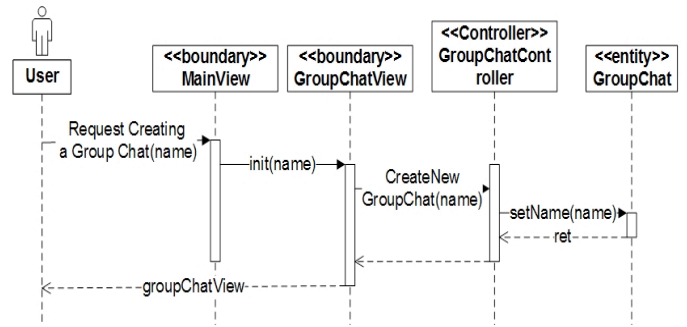 User
<<boundary>>
MainView
<<boundary>>
GroupChatView
<<Controller>>
GroupChatCont
roller
<<entity>>
GroupChat
Request Creating
a Group Chat(name)
init(name)
CreateNew
GroupChat(name)
setName(name)
ret
groupChatView